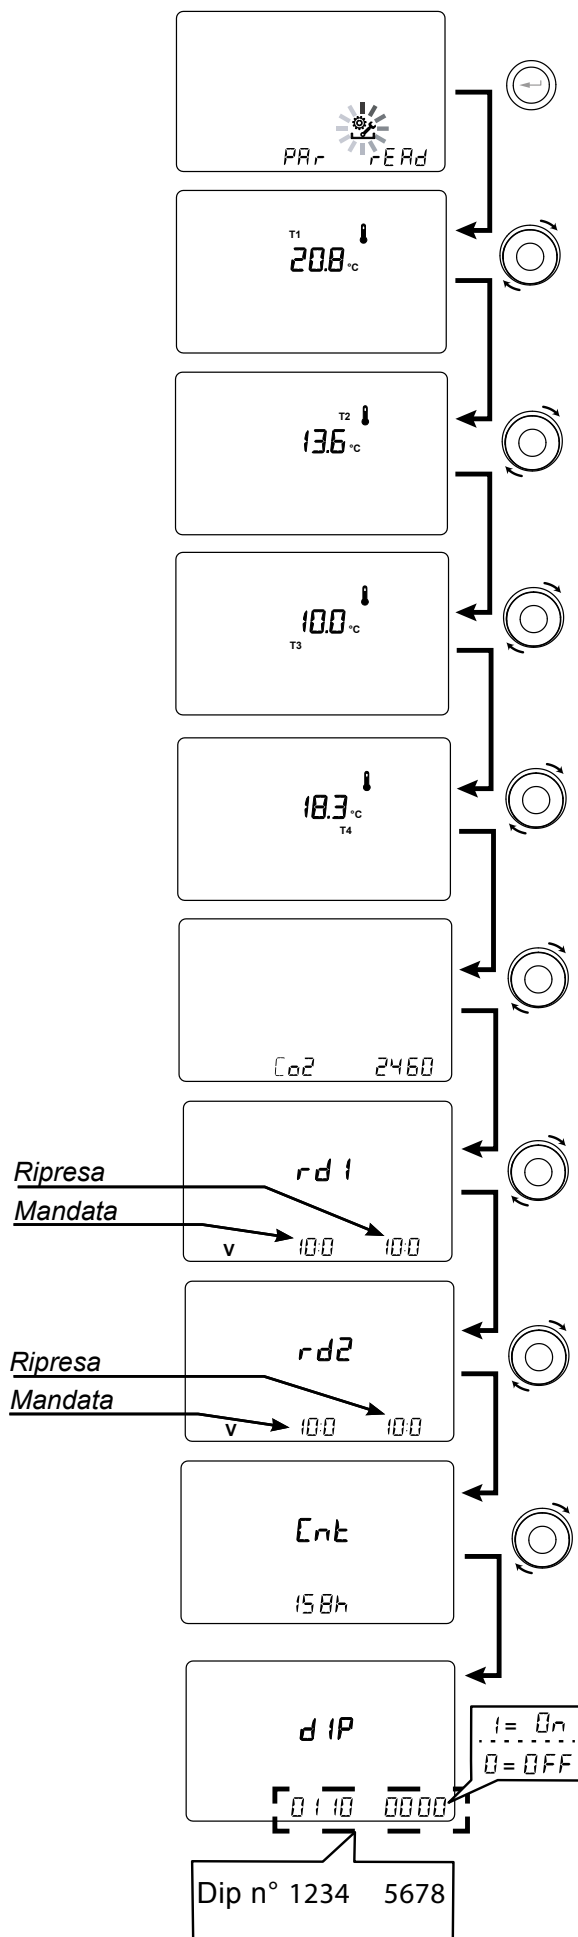 PAr rEAd
T1
20.8 °C
T2
13.6 °C
10.0 °C
T3
18.3 °C
T4
Co2 2460
rd1
Ripresa
Mandata
V 10:0 10:0
rd2
Ripresa
Mandata
V 10:0 10:0
Cnt
158h
dIP
1= On
0=OFF
0110 0000
Dip n° 1234 5678